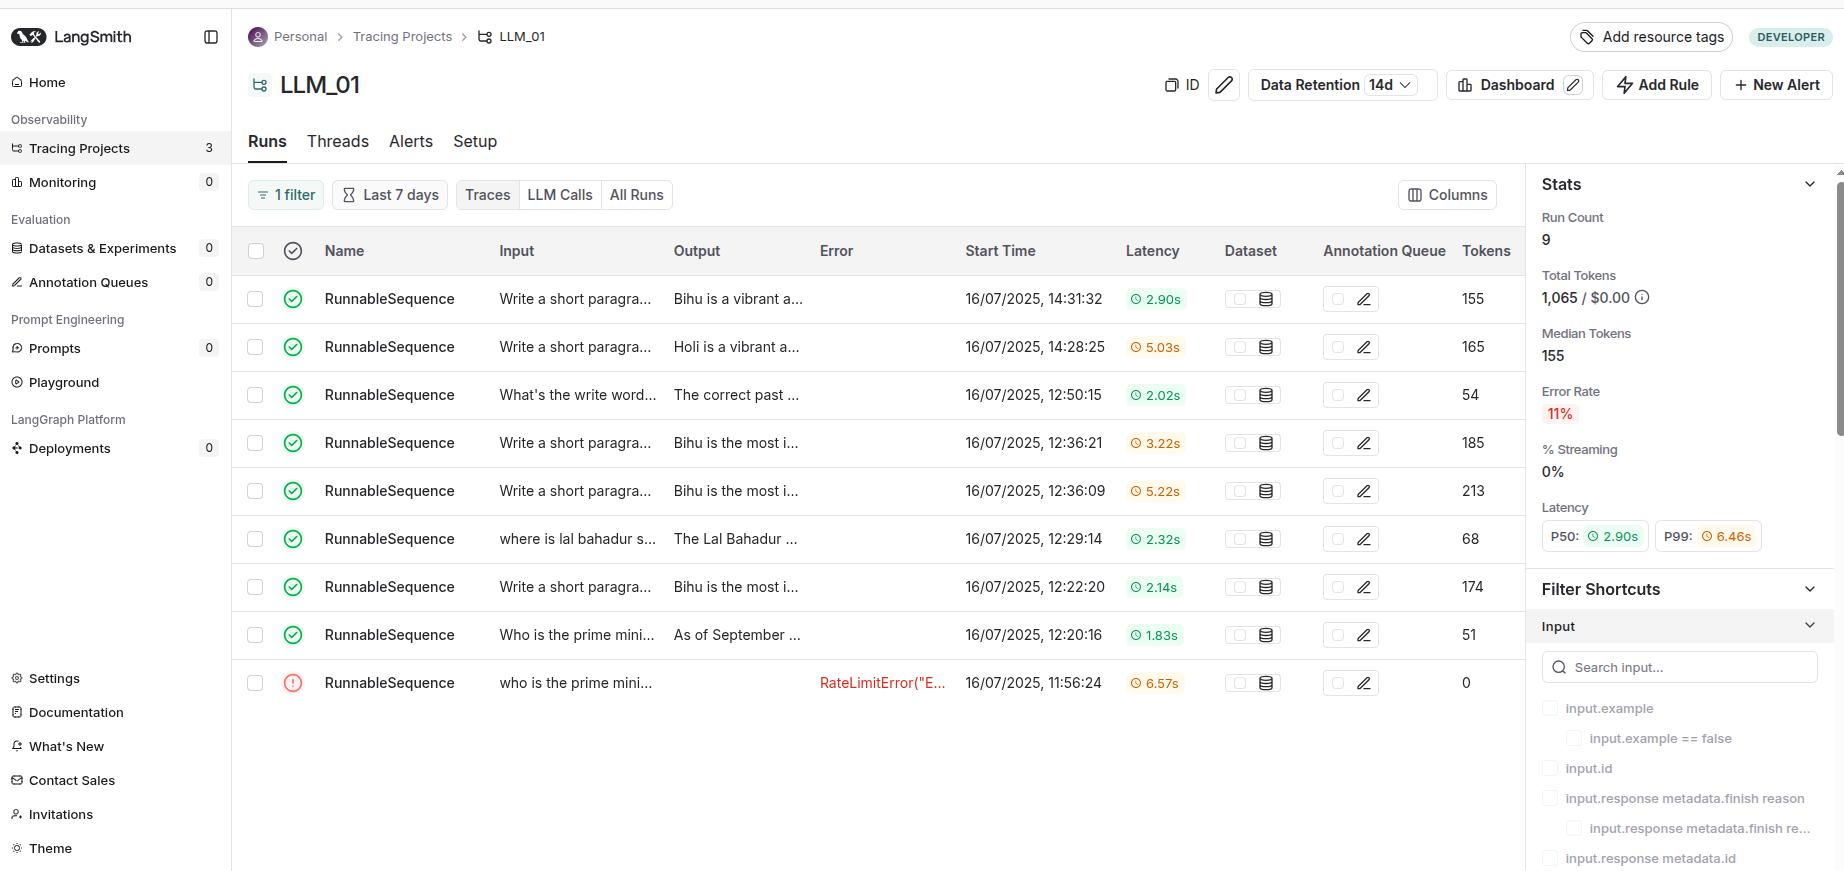 LangSmith
Home
Observability
Tracing Projects 3
Monitoring 0
Evaluation
Datasets & Experiments 0
Annotation Queues 0
Prompt Engineering
Prompts 0
Playground
LangGraph Platform
Deployments 0
Settings
Documentation
What's New
Contact Sales
Invitations
Theme
Personal > Tracing Projects > LLM_01
Add resource tags DEVELOPER
LLM_01
ID Data Retention 14d Dashboard Add Rule + New Alert
Runs Threads Alerts Setup
1 filter Last 7 days Traces LLM Calls All Runs Columns
Name Input Output Error Start Time Latency Dataset Annotation Queue Tokens
RunnableSequence Write a short paragra... Bihu is a vibrant a... 16/07/2025, 14:31:32 2.90s 155
RunnableSequence Write a short paragra... Holi is a vibrant a... 16/07/2025, 14:28:25 5.03s 165
RunnableSequence What's the write word... The correct past ... 16/07/2025, 12:50:15 2.02s 54
RunnableSequence Write a short paragra... Bihu is the most i... 16/07/2025, 12:36:21 3.22s 185
RunnableSequence Write a short paragra... Bihu is the most i... 16/07/2025, 12:36:09 5.22s 213
RunnableSequence where is lal bahadur s... The Lal Bahadur ... 16/07/2025, 12:29:14 2.32s 68
RunnableSequence Write a short paragra... Bihu is the most i... 16/07/2025, 12:22:20 2.14s 174
RunnableSequence Who is the prime mini... As of September ... 16/07/2025, 12:20:16 1.83s 51
RunnableSequence who is the prime mini... RateLimitError("E... 16/07/2025, 11:56:24 6.57s 0
Stats
Run Count
9
Total Tokens
1,065 / $0.00
Median Tokens
155
Error Rate
11%
% Streaming
0%
Latency
P50: 2.90s P99: 6.46s
Filter Shortcuts
Input
Search input...
input.example
input.example == false
input.id
input.response metadata.finish reason
input.response metadata.finish re...
input.response metadata.id